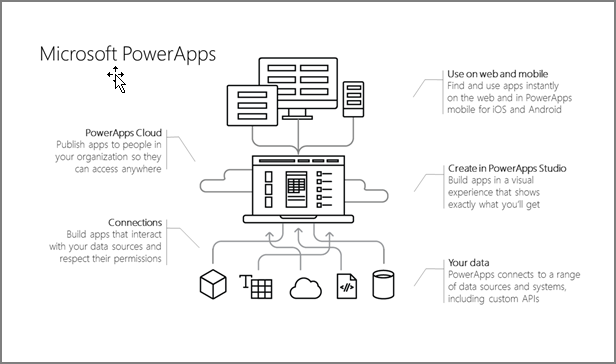 Microsoft PowerApps
Use on web and mobile
Find and use apps instantly
on the web and in PowerApps
mobile for iOS and Android
PowerApps Cloud
Publish apps to people in
your organization so they
can access anywhere
Create in PowerApps Studio
Build apps in a visual
experience that shows
exactly what you'll get
Connections
Build apps that interact
with your data sources and
respect their permissions
T
Your data
PowerApps connects to a range
of data sources and systems,
including custom APIs